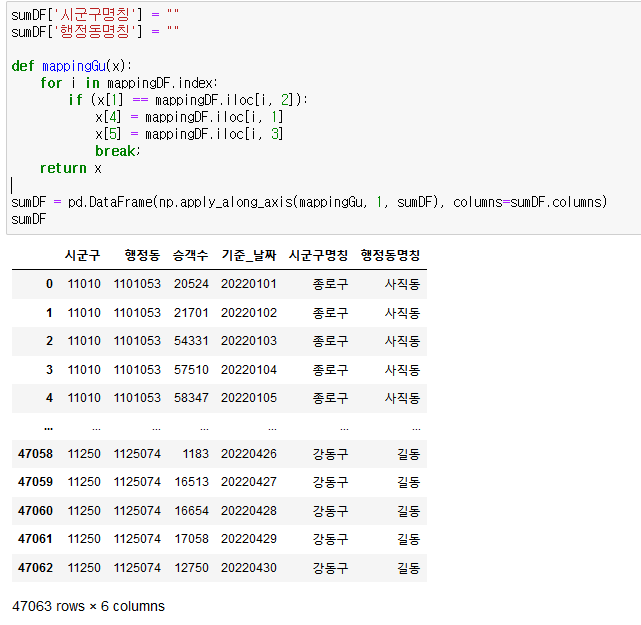 sumDF['시군구명칭'] = ""
sumDF['행정동명칭'] = ""
def mappingGu(x):
    for i in mappingDF.index:
        if (x[1] == mappingDF.iloc[i, 2]):
            x[4] = mappingDF.iloc[i, 1]
            x[5] = mappingDF.iloc[i, 3]
            break;
    return x
sumDF = pd.DataFrame(np.apply_along_axis(mappingGu, 1, sumDF), columns=sumDF.columns)
sumDF
시군구 행정동 승객수 기준_날짜 시군구명칭 행정동명칭
0 11010 1101053 20524 20220101 종로구 사직동
1 11010 1101053 21701 20220102 종로구 사직동
2 11010 1101053 54331 20220103 종로구 사직동
3 11010 1101053 57510 20220104 종로구 사직동
4 11010 1101053 58347 20220105 종로구 사직동
... ... ... ... ... ... ...
47058 11250 1125074 1183 20220426 강동구 길동
47059 11250 1125074 16513 20220427 강동구 길동
47060 11250 1125074 16654 20220428 강동구 길동
47061 11250 1125074 17058 20220429 강동구 길동
47062 11250 1125074 12750 20220430 강동구 길동
47063 rows × 6 columns